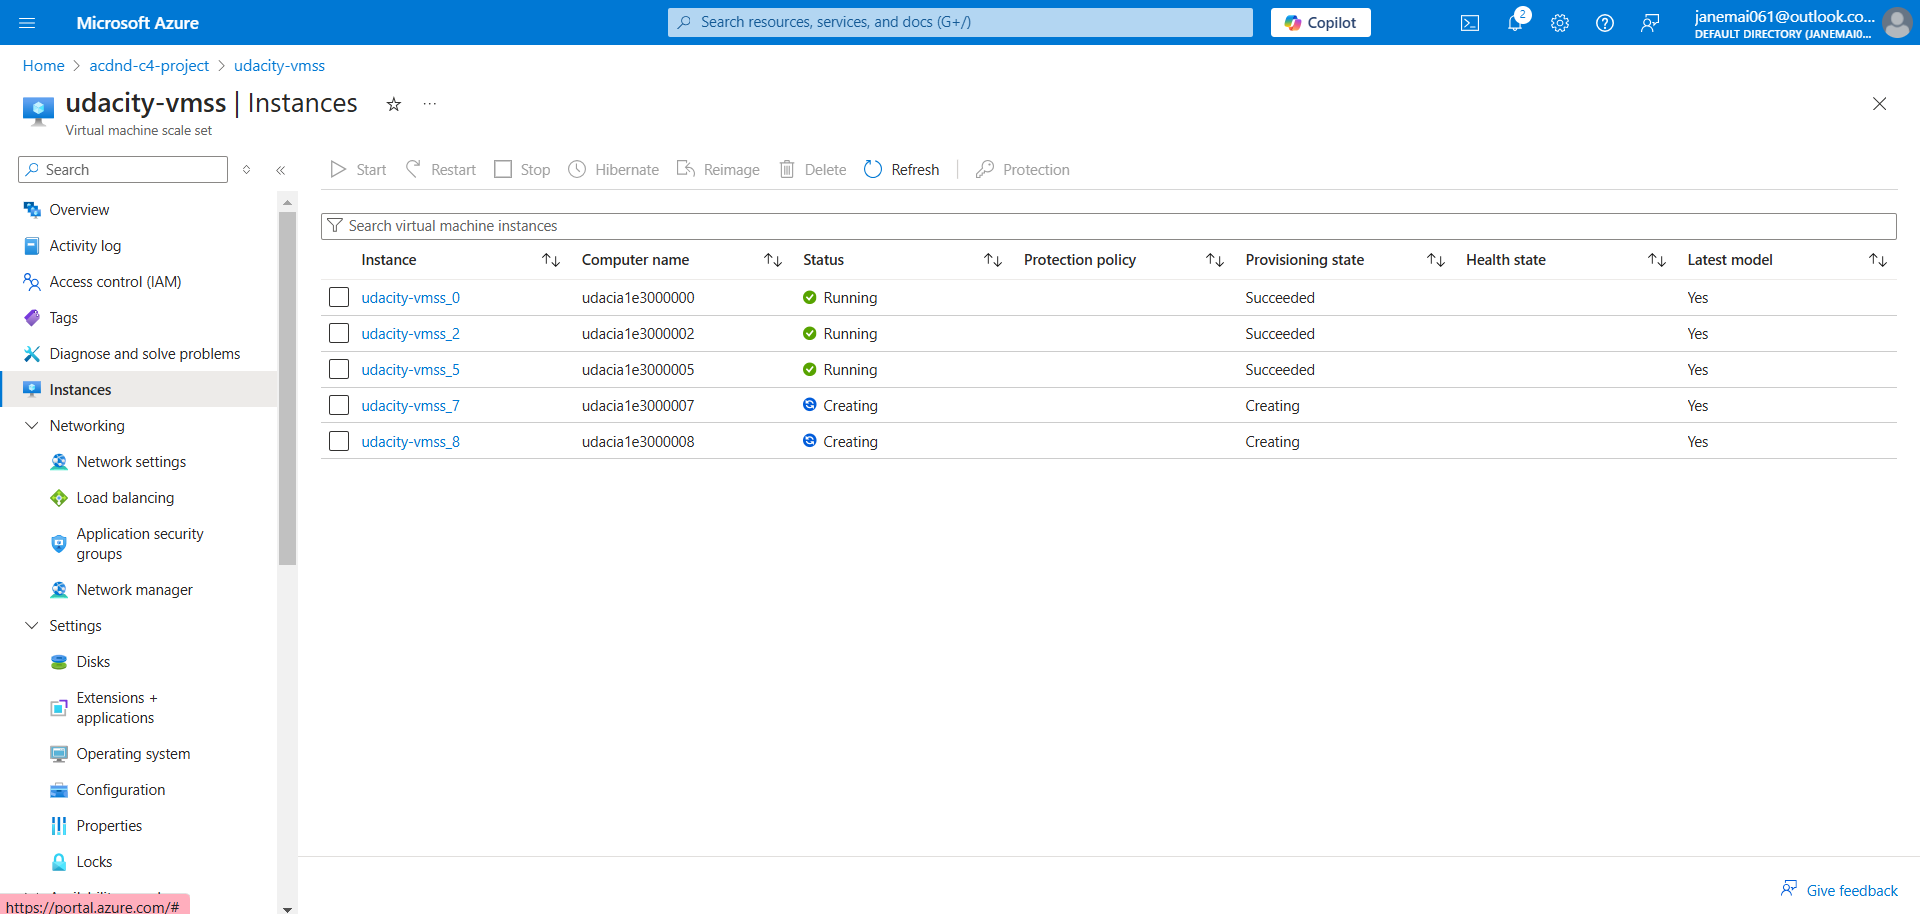 Microsoft Azure
Search resources, services, and docs (G+/)
Copilot
2
janemai061@outlook.co...
DEFAULT DIRECTORY (JANEMAI0...
Home > acdnd-c4-project > udacity-vmss
udacity-vmss | Instances
Virtual machine scale set
Search
Start Restart Stop Hibernate Reimage Delete Refresh Protection
Overview
Activity log
Access control (IAM)
Tags
Diagnose and solve problems
Instances
Networking
Network settings
Load balancing
Application security
groups
Network manager
Settings
Disks
Extensions +
applications
Operating system
Configuration
Properties
Locks
https://portal.azure.com/#
Search virtual machine instances
Instance Computer name Status Protection policy Provisioning state Health state Latest model
udacity-vmss_0 udacia1e3000000 Running Succeeded Yes
udacity-vmss_2 udacia1e3000002 Running Succeeded Yes
udacity-vmss_5 udacia1e3000005 Running Succeeded Yes
udacity-vmss_7 udacia1e3000007 Creating Creating Yes
udacity-vmss_8 udacia1e3000008 Creating Creating Yes
Give feedback